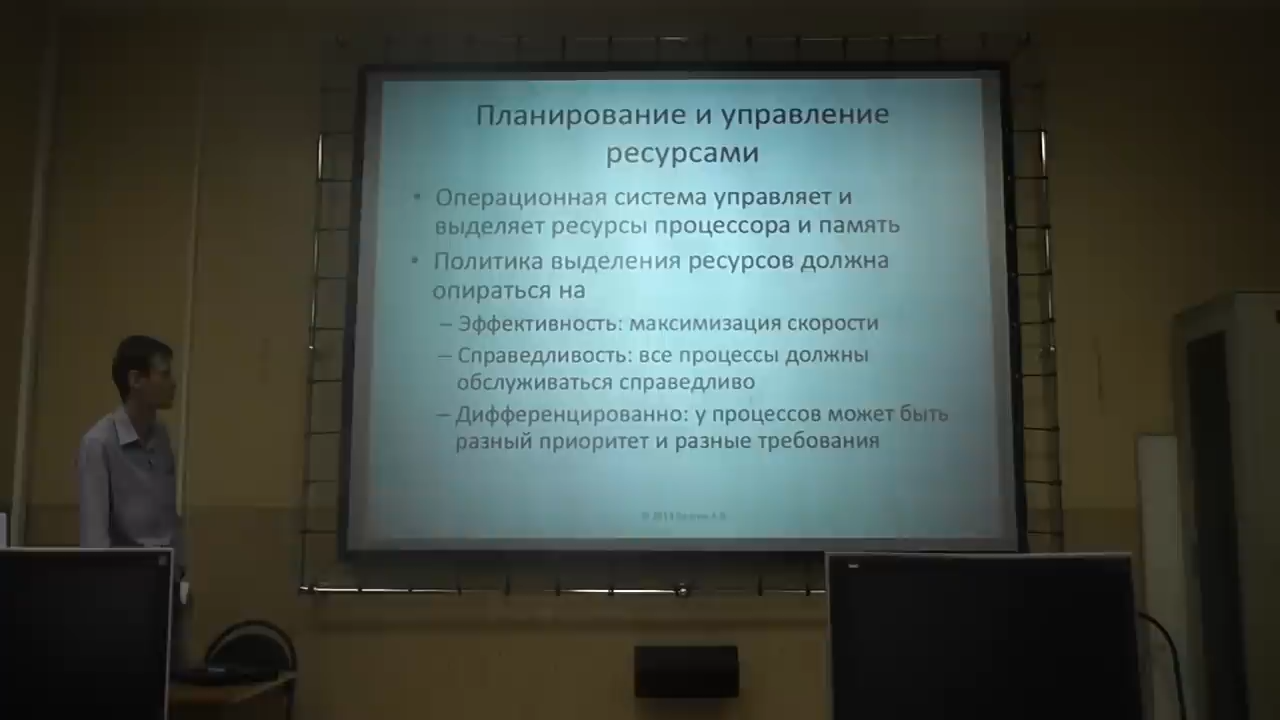 Планирование и управление
ресурсами
• Операционная система управляет и
выделяет ресурсы процессора и память
• Политика выделения ресурсов должна
опираться на
– Эффективность: максимизация скорости
– Справедливость: все процессы должны
обслуживаться справедливо
– Дифференцированно: у процессов может быть
разный приоритет и разные требования